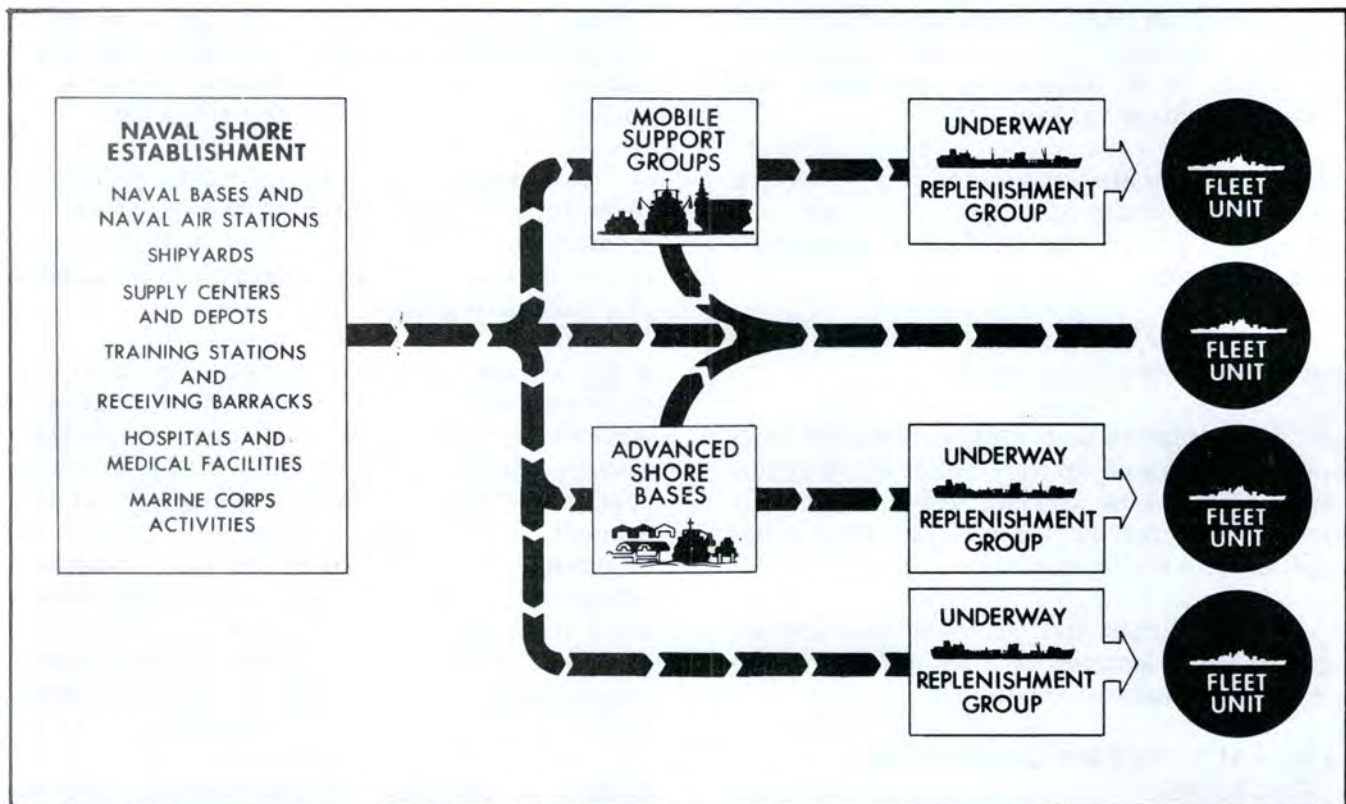 NAVAL SHORE
ESTABLISHMENT
NAVAL BASES AND
NAVAL AIR STATIONS
SHIPYARDS
SUPPLY CENTERS
AND DEPOTS
TRAINING STATIONS
AND
RECEIVING BARRACKS
HOSPITALS AND
MEDICAL FACILITIES
MARINE CORPS
ACTIVITIES
MOBILE
SUPPORT
GROUPS
UNDERWAY
REPLENISHMENT
GROUP
FLEET
UNIT
FLEET
UNIT
ADVANCED
SHORE
BASES
UNDERWAY
REPLENISHMENT
GROUP
FLEET
UNIT
UNDERWAY
REPLENISHMENT
GROUP
FLEET
UNIT